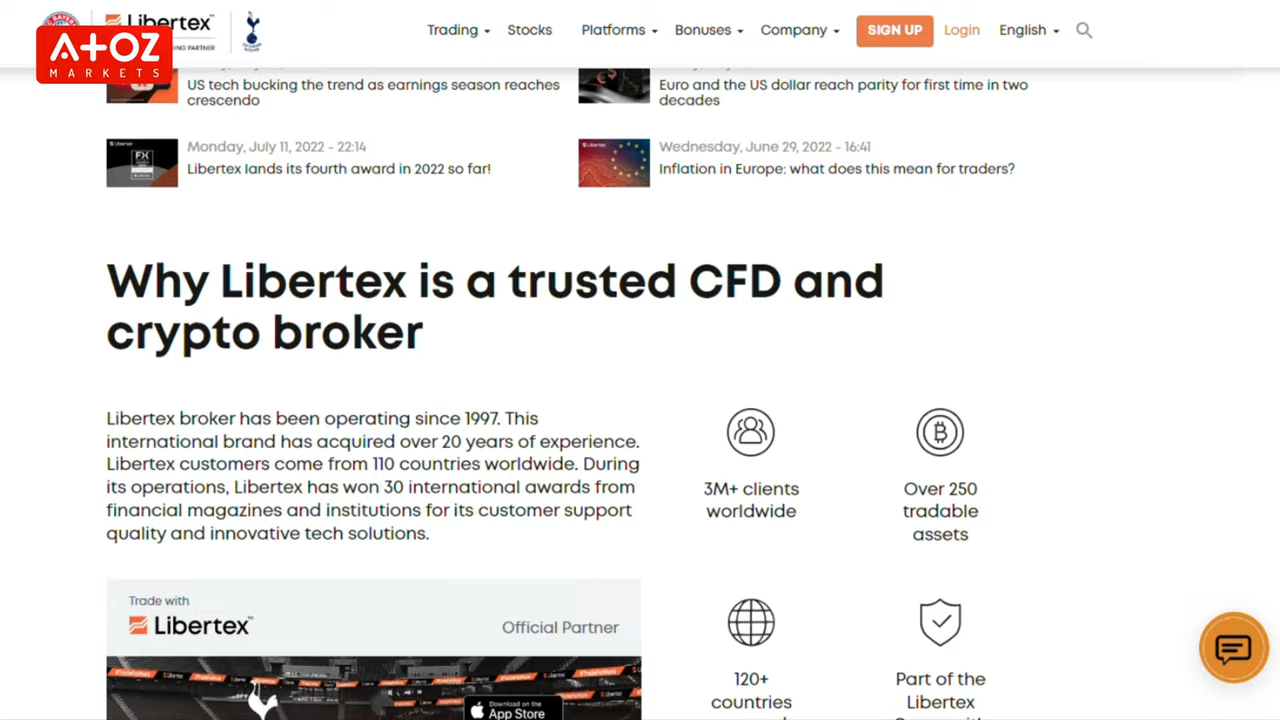 Libertex
A+OZ
MARKETS
Trading
Stocks
Platforms
Bonuses
Company
SIGN UP
Login
English
US tech bucking the trend as earnings season reaches
crescendo
Euro and the US dollar reach parity for first time in two
decades
Monday, July 11, 2022 - 22:14
Libertex lands its fourth award in 2022 so far!
Wednesday, June 29, 2022 - 16:41
Inflation in Europe: what does this mean for traders?
Why Libertex is a trusted CFD and
crypto broker
Libertex broker has been operating since 1997. This
international brand has acquired over 20 years of experience.
Libertex customers come from 110 countries worldwide. During
its operations, Libertex has won 30 international awards from
financial magazines and institutions for its customer support
quality and innovative tech solutions.
3M+ clients
worldwide
Over 250
tradable
assets
Trade with
Libertex
Official Partner
Download on the
App Store
120+
countries
Part of the
Libertex